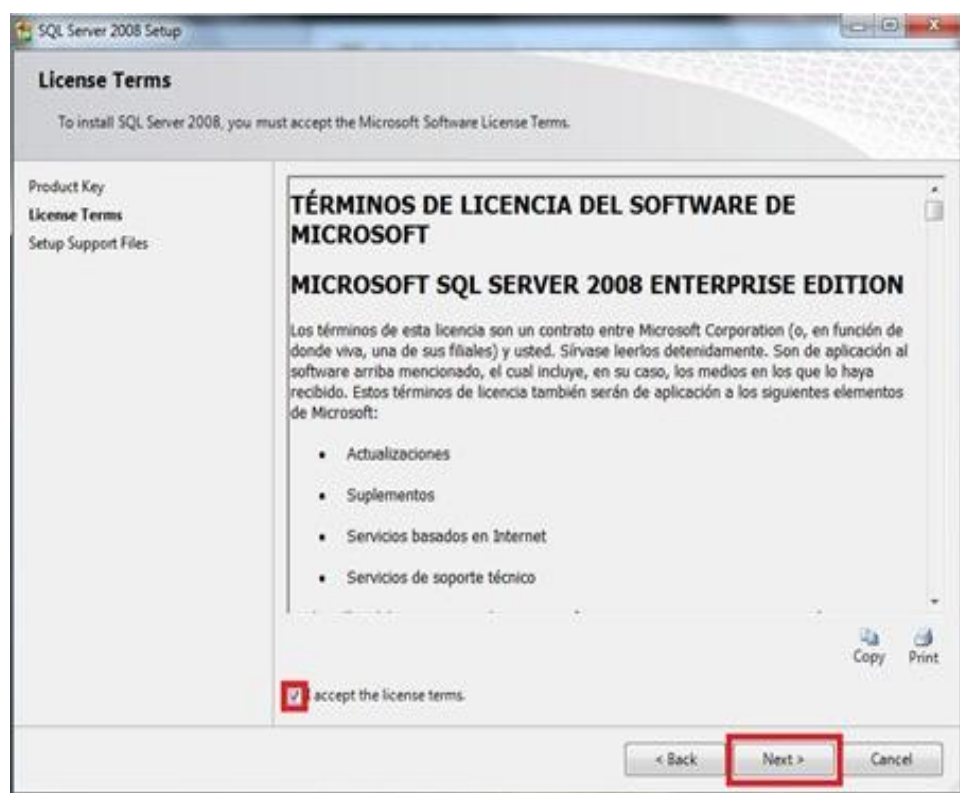 SQL Server 2008 Setup
License Terms
To install SQL Server 2008, you must accept the Microsoft Software License Terms.
Product Key
License Terms
Setup Support Files
TÉRMINOS DE LICENCIA DEL SOFTWARE DE
MICROSOFT
MICROSOFT SQL SERVER 2008 ENTERPRISE EDITION
Los términos de esta licencia son un contrato entre Microsoft Corporation (o, en función de
donde viva, una de sus filiales) y usted. Sírvase leerlos detenidamente. Son de aplicación al
software arriba mencionado, el cual incluye, en su caso, los medios en los que lo haya
recibido. Estos términos de licencia también serán de aplicación a los siguientes elementos
de Microsoft:
• Actualizaciones
• Suplementos
• Servicios basados en Internet
• Servicios de soporte técnico
Copy Print
accept the license terms.
< Back Next > Cancel